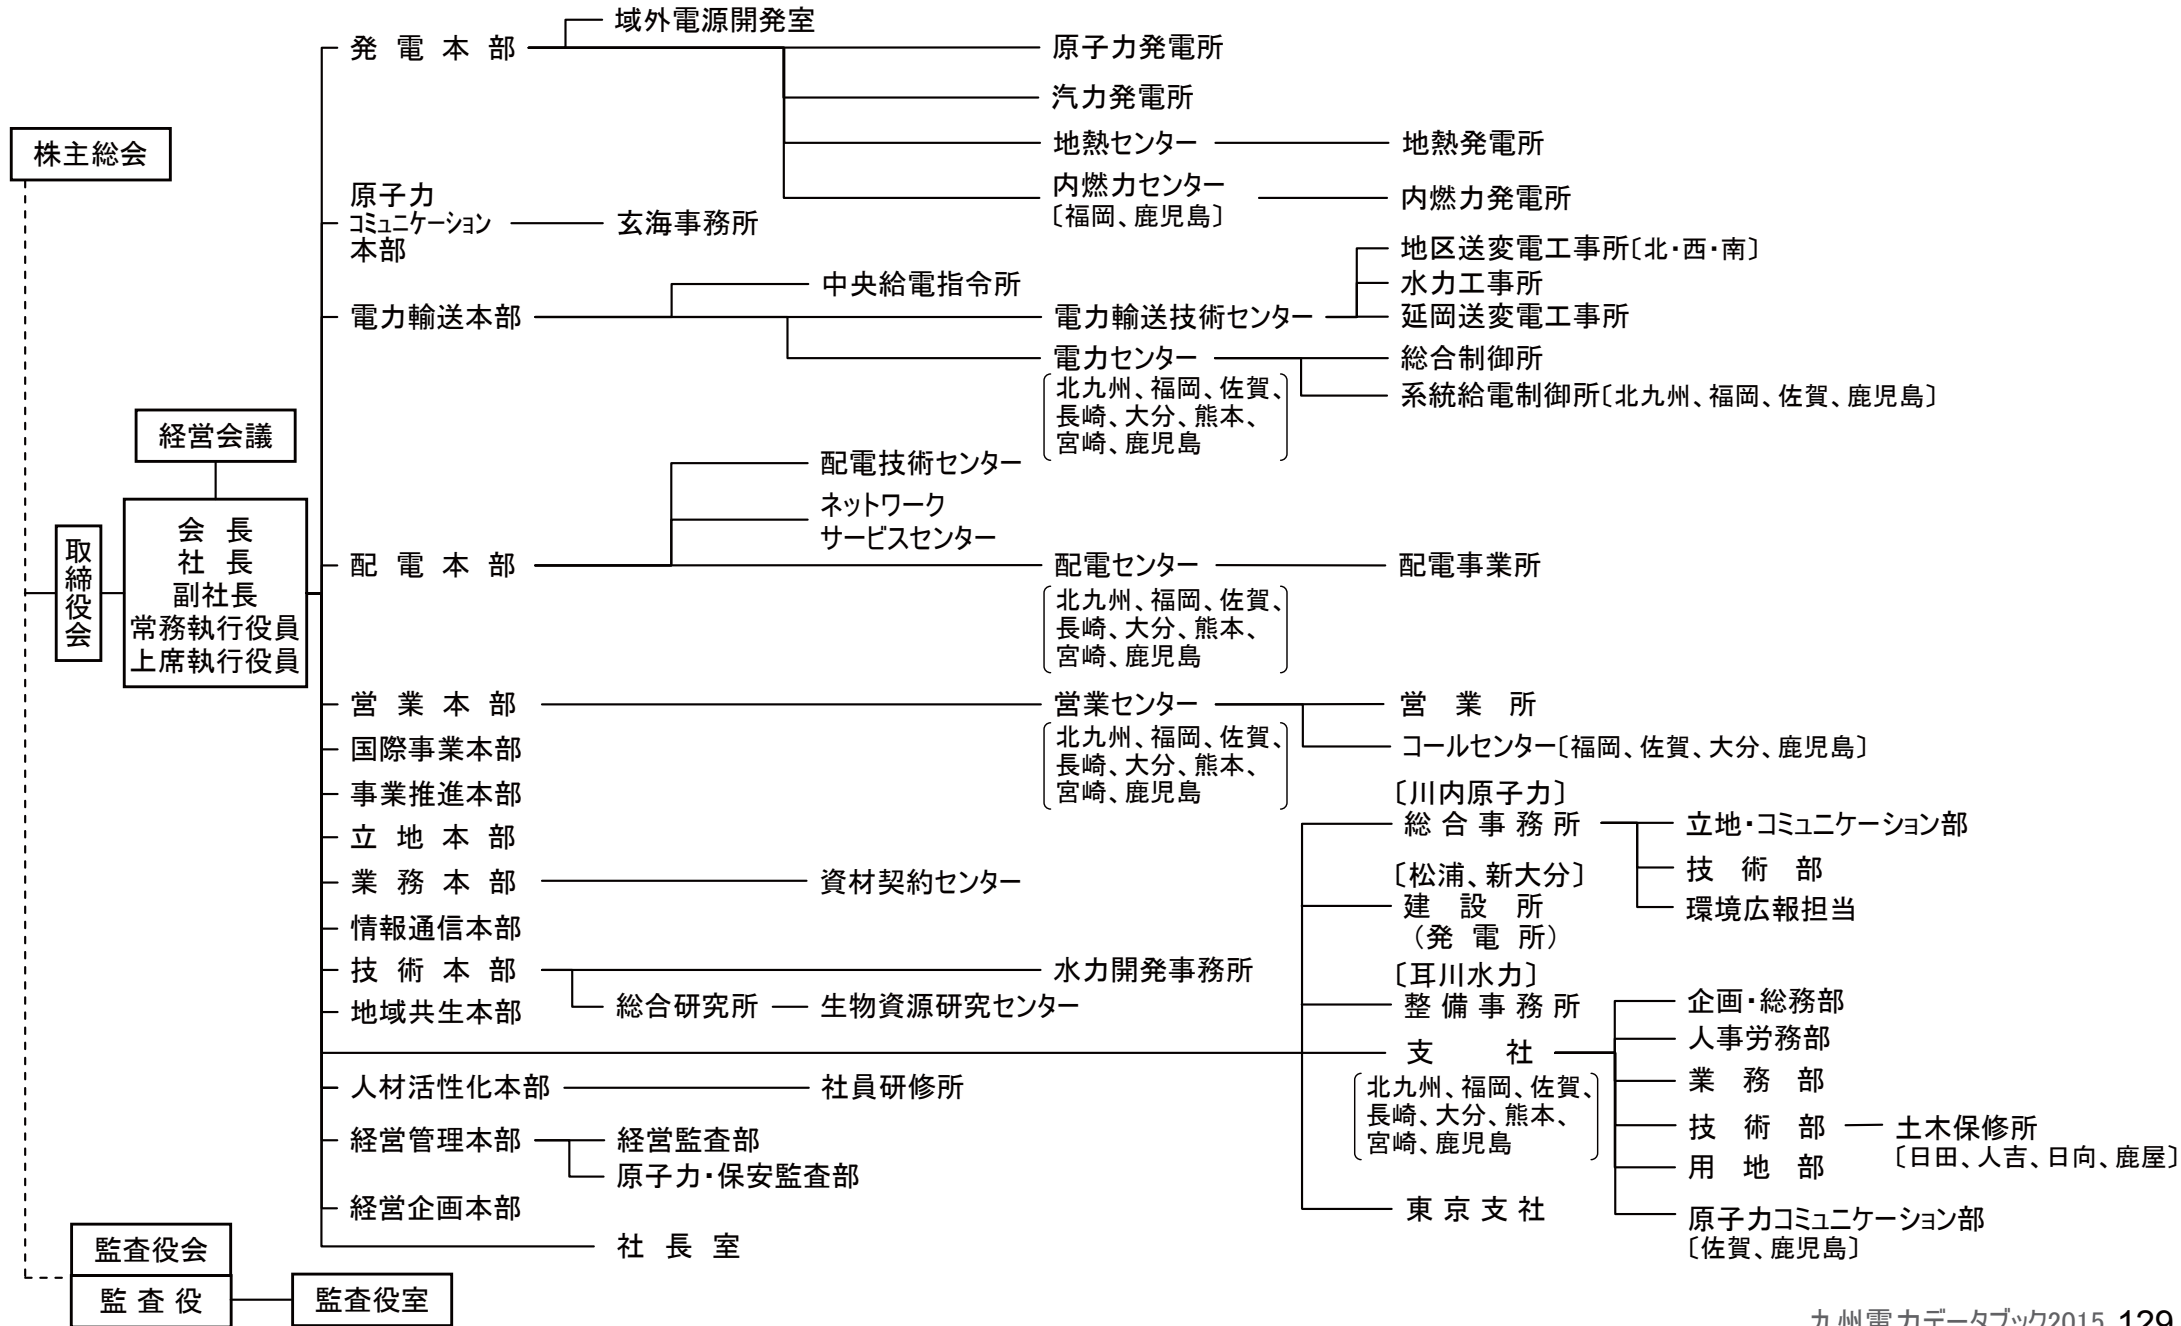 域外電源開発室
発電本部
原子力発電所
汽力発電所
株主総会
地熱センター
地熱発電所
内燃力センター
〔福岡、鹿児島〕
内燃力発電所
原子力
コミュニケーション
本部
玄海事務所
地区送変電工事所〔北・西・南〕
中央給電指令所
水力工事所
電力輸送本部
電力輸送技術センター
延岡送変電工事所
電力センター
北九州、福岡、佐賀、
長崎、大分、熊本、
宮崎、鹿児島
総合制御所
系統給電制御所〔北九州、福岡、佐賀、鹿児島〕
経営会議
配電技術センター
ネットワーク
サービスセンター
取締役会
会長
社長
副社長
常務執行役員
上席執行役員
配電本部
配電センター
北九州、福岡、佐賀、
長崎、大分、熊本、
宮崎、鹿児島
配電事業所
営業本部
営業センター
北九州、福岡、佐賀、
長崎、大分、熊本、
宮崎、鹿児島
営業所
コールセンター〔福岡、佐賀、大分、鹿児島〕
国際事業本部
事業推進本部
立地本部
業務本部
資材契約センター
情報通信本部
技術本部
水力開発事務所
総合研究所
生物資源研究センター
地域共生本部
〔川内原子力〕
総合事務所
立地・コミュニケーション部
技術部
環境広報担当
〔松浦、新大分〕
建設所
（発電所）
〔耳川水力〕
整備事務所
支社
北九州、福岡、佐賀、
長崎、大分、熊本、
宮崎、鹿児島
企画・総務部
人事労務部
業務部
技術部
土木保修所
〔日田、人吉、日向、鹿屋〕
用地部
原子力コミュニケーション部
〔佐賀、鹿児島〕
東京支社
人材活性化本部
社員研修所
経営管理本部
経営監査部
原子力・保安監査部
経営企画本部
社長室
監査役会
監査役
監査役室
九州電力データブック2015 129